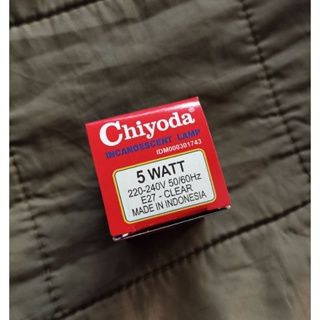 Chiyoda®
INCANDESCENT LAMP
IDM000301743
5 WATT
220-240V 50/60Hz
E27 - CLEAR
MADE IN INDONESIA